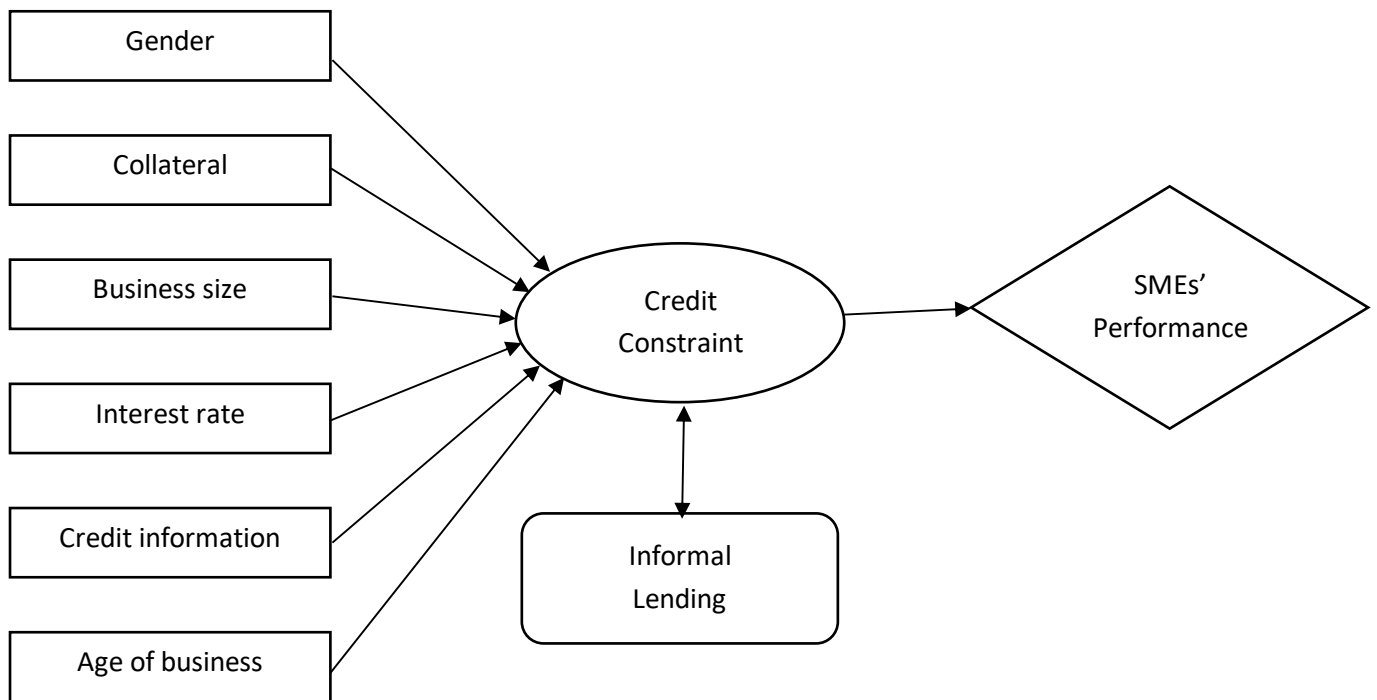 Gender
Collateral
Business size
Interest rate
Credit information
Age of business
Credit
Constraint
Informal
Lending
SMEs’
Performance